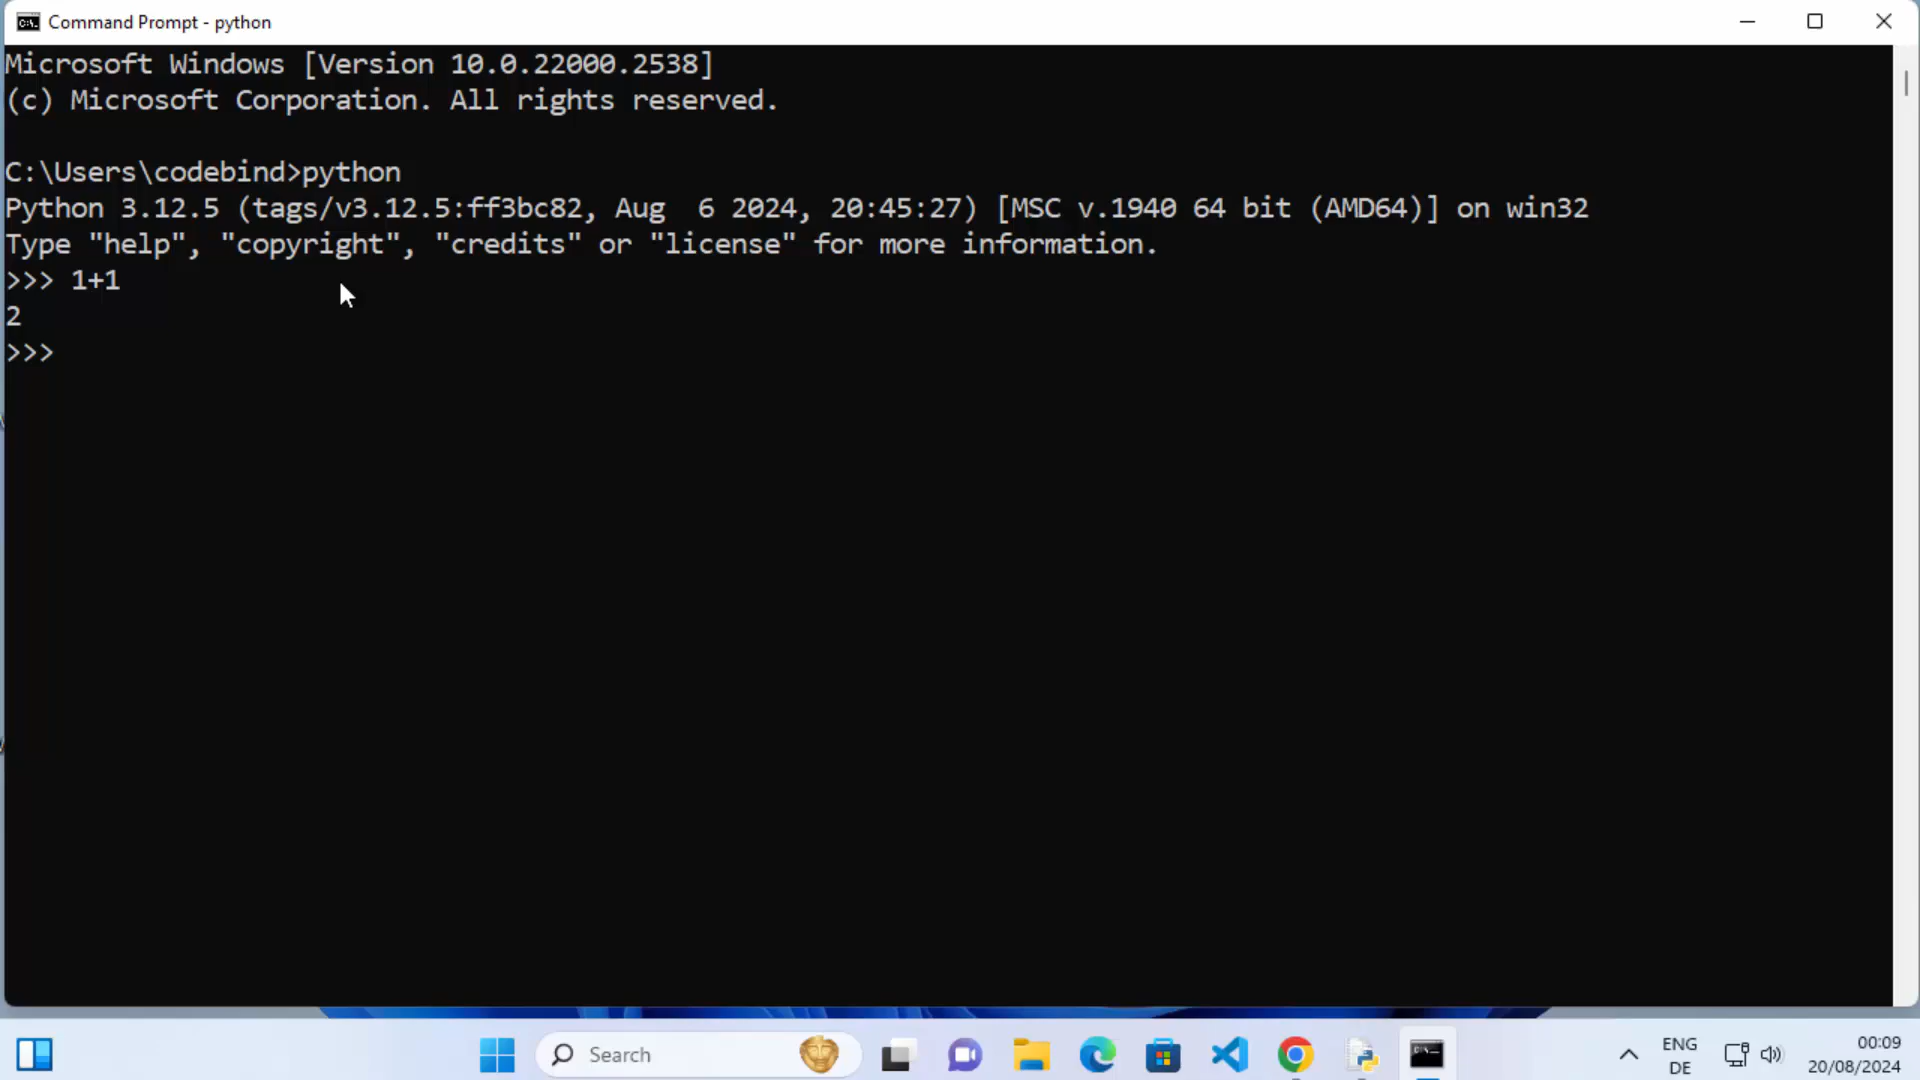 Command Prompt - python
Microsoft Windows [Version 10.0.22000.2538]
(c) Microsoft Corporation. All rights reserved.
C:\Users\codebind>python
Python 3.12.5 (tags/v3.12.5:ff3bc82, Aug  6 2024, 20:45:27) [MSC v.1940 64 bit (AMD64)] on win32
Type "help", "copyright", "credits" or "license" for more information.
>>> 1+1
2
>>>
Search
ENG
DE
00:09
20/08/2024